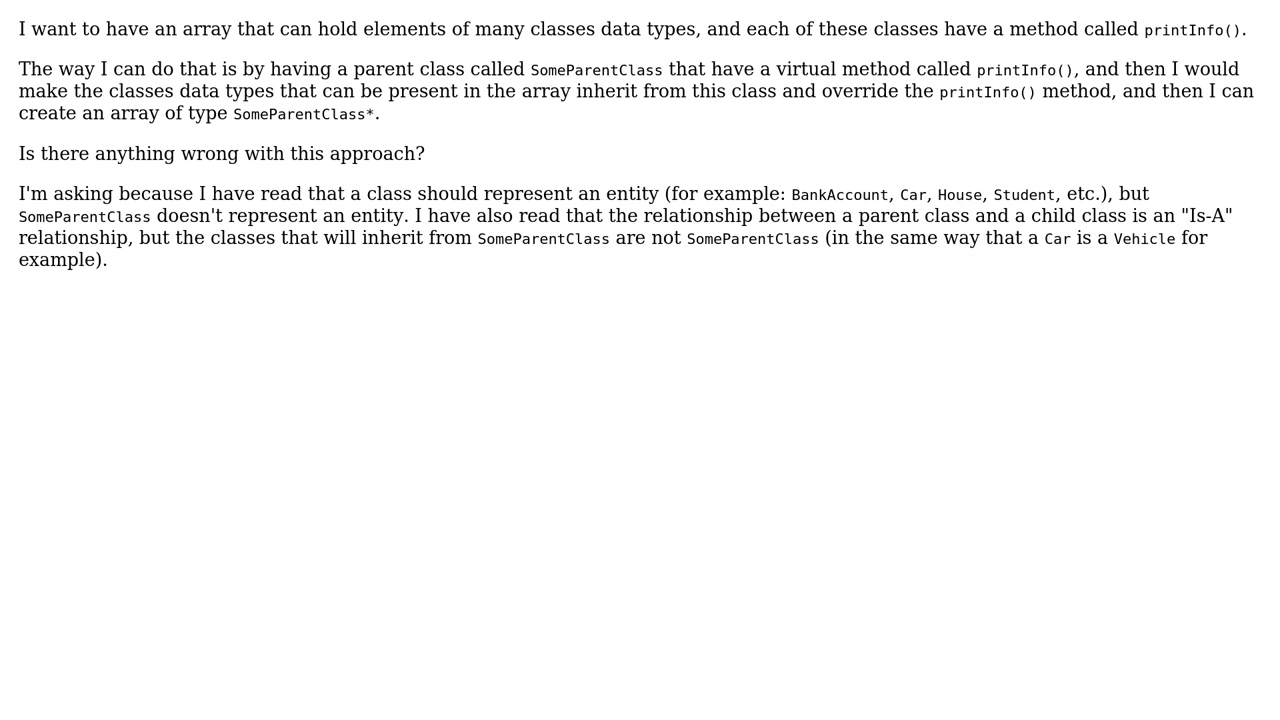 I want to have an array that can hold elements of many classes data types, and each of these classes have a method called printInfo().
The way I can do that is by having a parent class called SomeParentClass that have a virtual method called printInfo(), and then I would
make the classes data types that can be present in the array inherit from this class and override the printInfo() method, and then I can
create an array of type SomeParentClass*.
Is there anything wrong with this approach?
I'm asking because I have read that a class should represent an entity (for example: BankAccount, Car, House, Student, etc.), but
SomeParentClass doesn't represent an entity. I have also read that the relationship between a parent class and a child class is an "Is-A"
relationship, but the classes that will inherit from SomeParentClass are not SomeParentClass (in the same way that a Car is a Vehicle for
example).